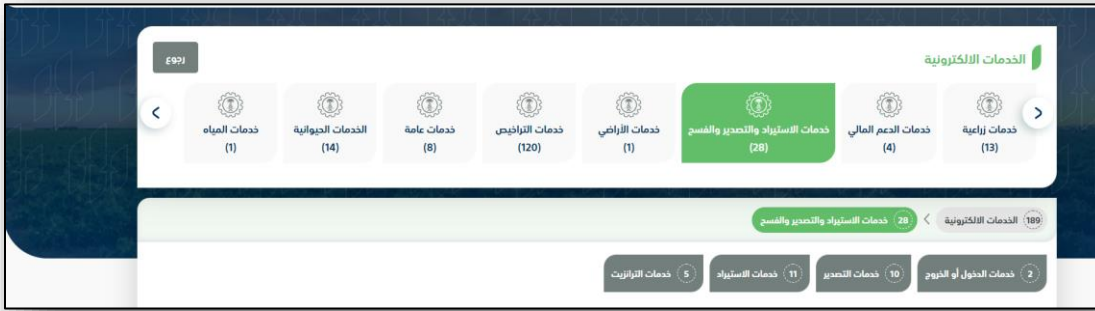 الخدمات الالكترونية
رجوع
خدمات زراعية
(13)
خدمات الدعم المالي
(4)
خدمات الاستيراد والتصدير والفسح
(28)
خدمات الأراضي
(1)
خدمات التراخيص
(120)
خدمات عامة
(8)
الخدمات الحيوانية
(14)
خدمات المياه
(1)
189 الخدمات الالكترونية
28 خدمات الاستيراد والتصدير والفسح
2 خدمات الدخول أو الخروج
10 خدمات التصدير
11 خدمات الاستيراد
5 خدمات الترانزيت